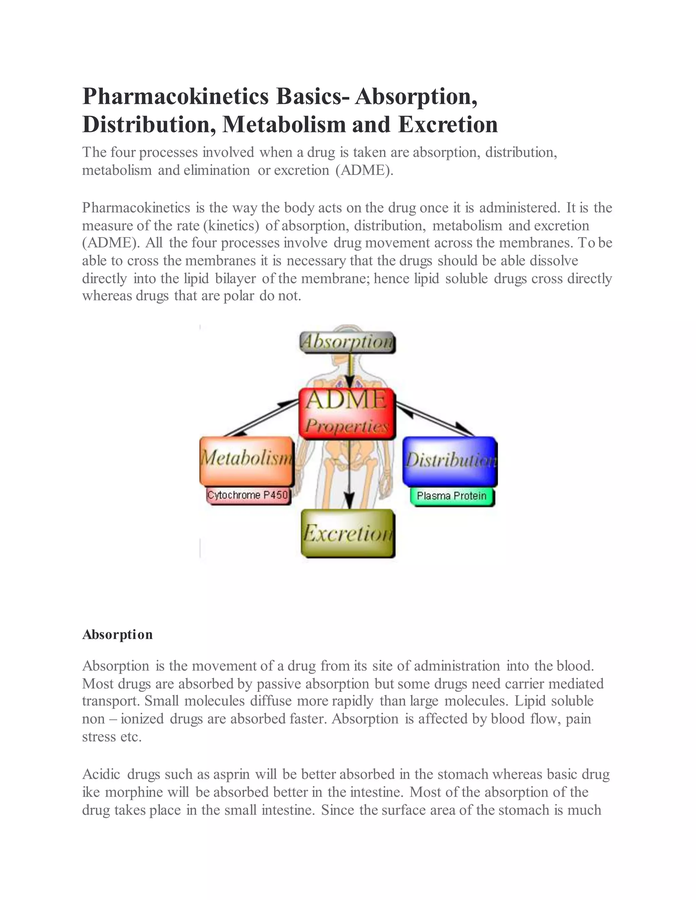 Pharmacokinetics Basics- Absorption,
Distribution, Metabolism and Excretion
The four processes involved when a drug is taken are absorption, distribution,
metabolism and elimination or excretion (ADME).
Pharmacokinetics is the way the body acts on the drug once it is administered. It is the
measure of the rate (kinetics) of absorption, distribution, metabolism and excretion
(ADME). All the four processes involve drug movement across the membranes. To be
able to cross the membranes it is necessary that the drugs should be able dissolve
directly into the lipid bilayer of the membrane; hence lipid soluble drugs cross directly
whereas drugs that are polar do not.
Absorption
ADME
Properties
Metabolism
Cytochrome P450
Distribution
Plasma Protein
Excretion
Absorption
Absorption is the movement of a drug from its site of administration into the blood.
Most drugs are absorbed by passive absorption but some drugs need carrier mediated
transport. Small molecules diffuse more rapidly than large molecules. Lipid soluble
non – ionized drugs are absorbed faster. Absorption is affected by blood flow, pain
stress etc.
Acidic drugs such as asprin will be better absorbed in the stomach whereas basic drug
ike morphine will be absorbed better in the intestine. Most of the absorption of the
drug takes place in the small intestine. Since the surface area of the stomach is much